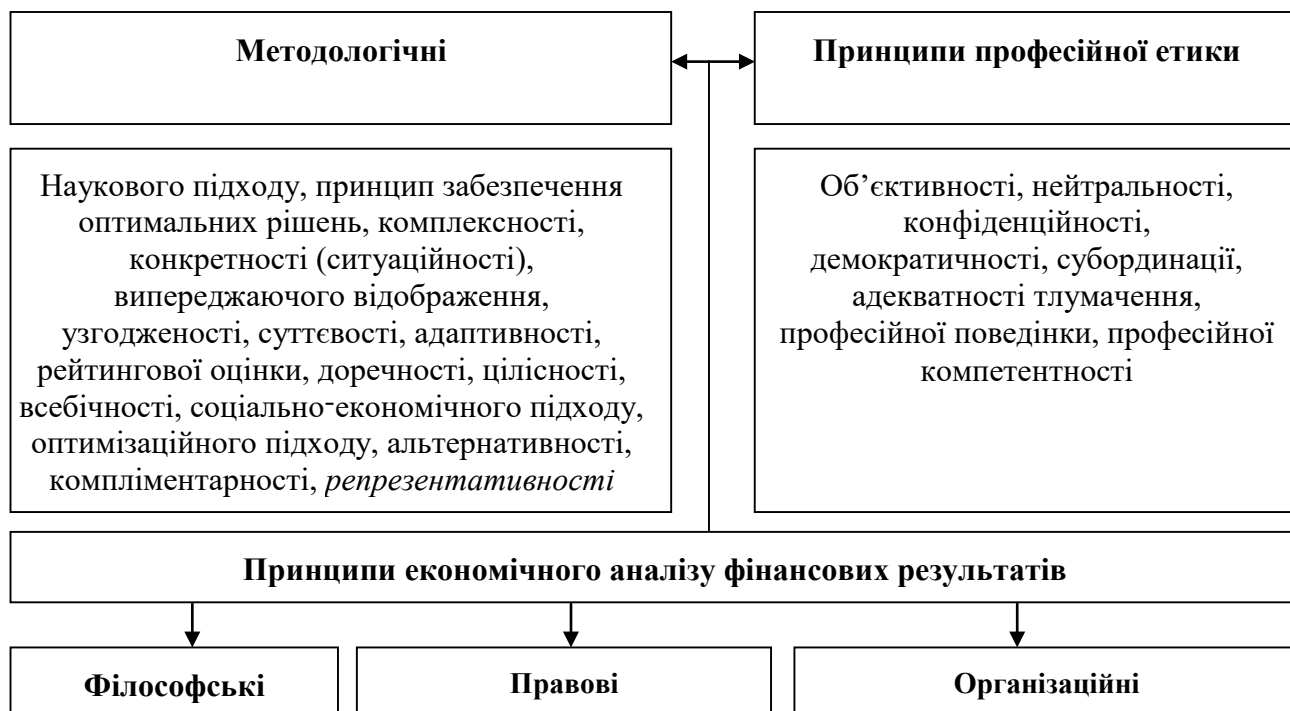 Методологічні
Принципи професійної етики
Наукового підходу, принцип забезпечення
оптимальних рішень, комплексності,
конкретності (ситуаційності),
випереджаючого відображення,
узгодженості, суттєвості, адаптивності,
рейтингової оцінки, доречності, цілісності,
всебічності, соціально-економічного підходу,
оптимізаційного підходу, альтернативності,
компліментарності, репрезентативності
Об’єктивності, нейтральності,
конфіденційності,
демократичності, субординації,
адекватності тлумачення,
професійної поведінки, професійної
компетентності
Принципи економічного аналізу фінансових результатів
Філософські
Правові
Організаційні